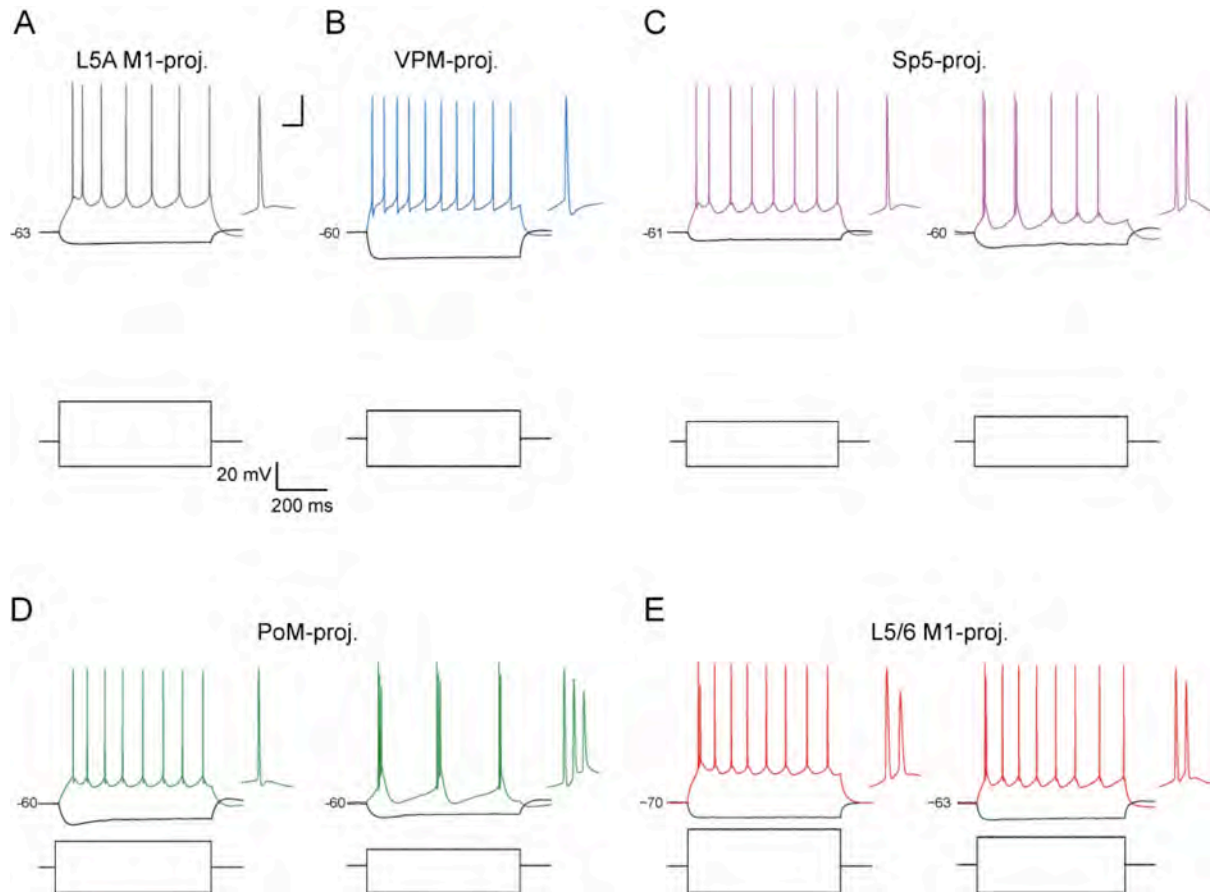 A
L5A M1-proj.
-63
20 mV
200 ms
B
VPM-proj.
-60
C
Sp5-proj.
-61
-60
D
PoM-proj.
-60
-60
E
L5/6 M1-proj.
-70
-63